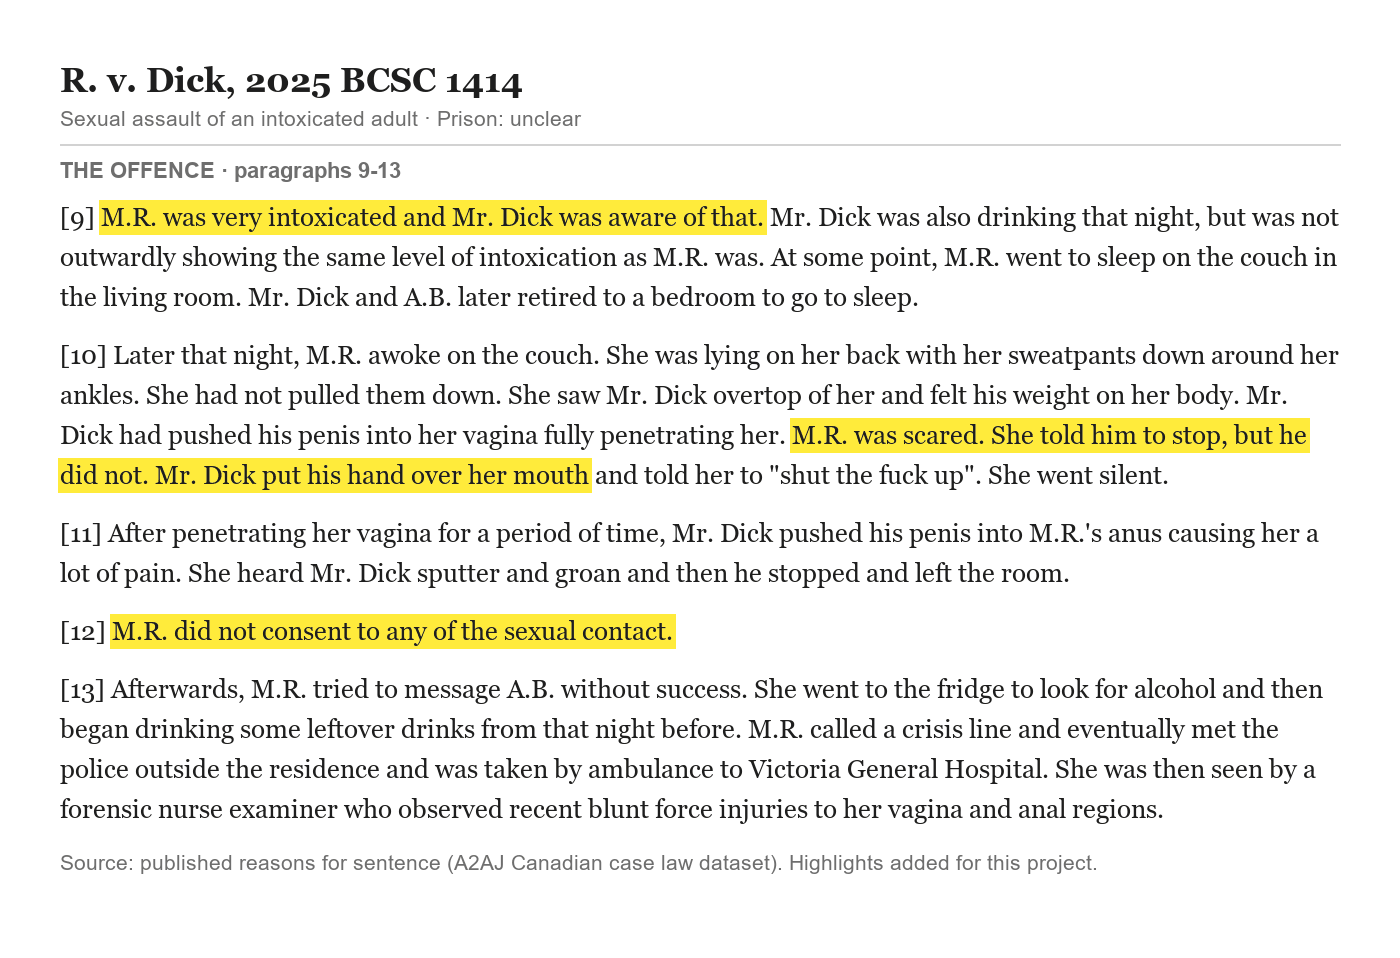 R. v. Dick, 2025 BCSC 1414
Sexual assault of an intoxicated adult · Prison: unclear
THE OFFENCE · paragraphs 9-13
[9] M.R. was very intoxicated and Mr. Dick was aware of that. Mr. Dick was also drinking that night, but was not
outwardly showing the same level of intoxication as M.R. was. At some point, M.R. went to sleep on the couch in
the living room. Mr. Dick and A.B. later retired to a bedroom to go to sleep.
[10] Later that night, M.R. awoke on the couch. She was lying on her back with her sweatpants down around her
ankles. She had not pulled them down. She saw Mr. Dick overtop of her and felt his weight on her body. Mr.
Dick had pushed his penis into her vagina fully penetrating her. M.R. was scared. She told him to stop, but he
did not. Mr. Dick put his hand over her mouth and told her to "shut the fuck up". She went silent.
[11] After penetrating her vagina for a period of time, Mr. Dick pushed his penis into M.R.'s anus causing her a
lot of pain. She heard Mr. Dick sputter and groan and then he stopped and left the room.
[12] M.R. did not consent to any of the sexual contact.
[13] Afterwards, M.R. tried to message A.B. without success. She went to the fridge to look for alcohol and then
began drinking some leftover drinks from that night before. M.R. called a crisis line and eventually met the
police outside the residence and was taken by ambulance to Victoria General Hospital. She was then seen by a
forensic nurse examiner who observed recent blunt force injuries to her vagina and anal regions.
Source: published reasons for sentence (A2AJ Canadian case law dataset). Highlights added for this project.